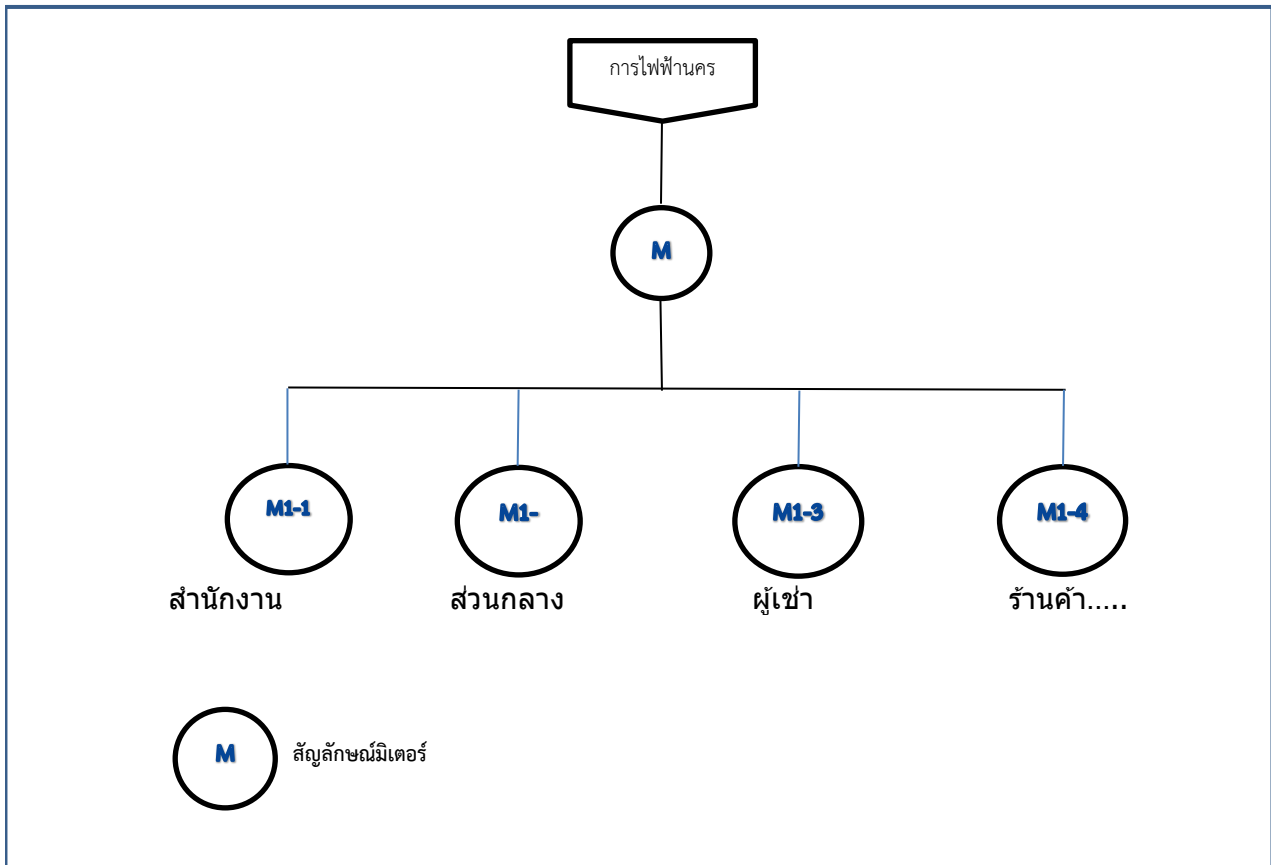 การไฟฟ้านคร
M
M1-1
M1-
M1-3
M1-4
สำนักงาน
ส่วนกลาง
ผู้เช่า
ร้านค้า.....
M
สัญลักษณ์มิเตอร์